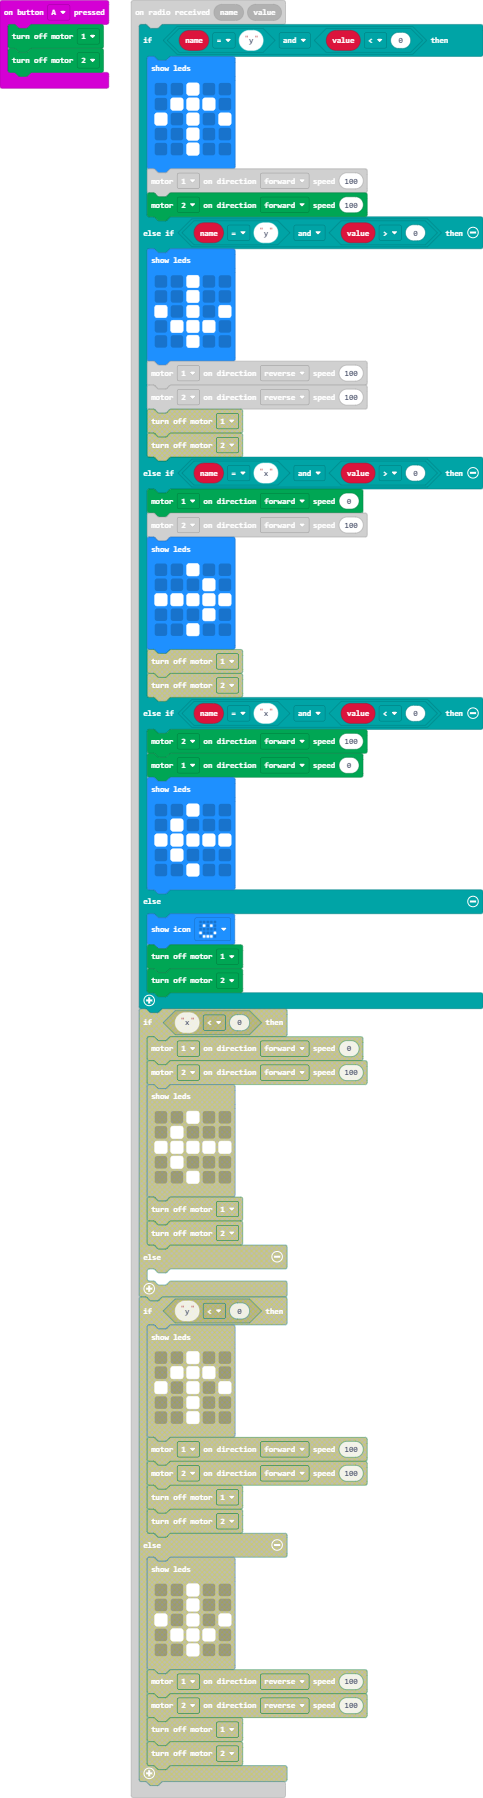 on button A pressed
turn off motor 1
turn off motor 2
on radio received name value
if name = "y" and value < 0 then
show leds
motor 1 on direction forward speed 100
motor 2 on direction forward speed 100
else if name = "y" and value > 0 then
show leds
motor 1 on direction reverse speed 100
motor 2 on direction reverse speed 100
turn off motor 1
turn off motor 2
else if name = "x" and value > 0 then
motor 1 on direction forward speed 0
motor 2 on direction forward speed 100
show leds
turn off motor 1
turn off motor 2
else if name = "x" and value < 0 then
motor 2 on direction forward speed 100
motor 1 on direction forward speed 0
show leds
else
show icon
turn off motor 1
turn off motor 2
if "x" < 0 then
motor 1 on direction forward speed 0
motor 2 on direction forward speed 100
show leds
turn off motor 1
turn off motor 2
else
if "y" < 0 then
show leds
motor 1 on direction forward speed 100
motor 2 on direction forward speed 100
turn off motor 1
turn off motor 2
else
show leds
motor 1 on direction reverse speed 100
motor 2 on direction reverse speed 100
turn off motor 1
turn off motor 2